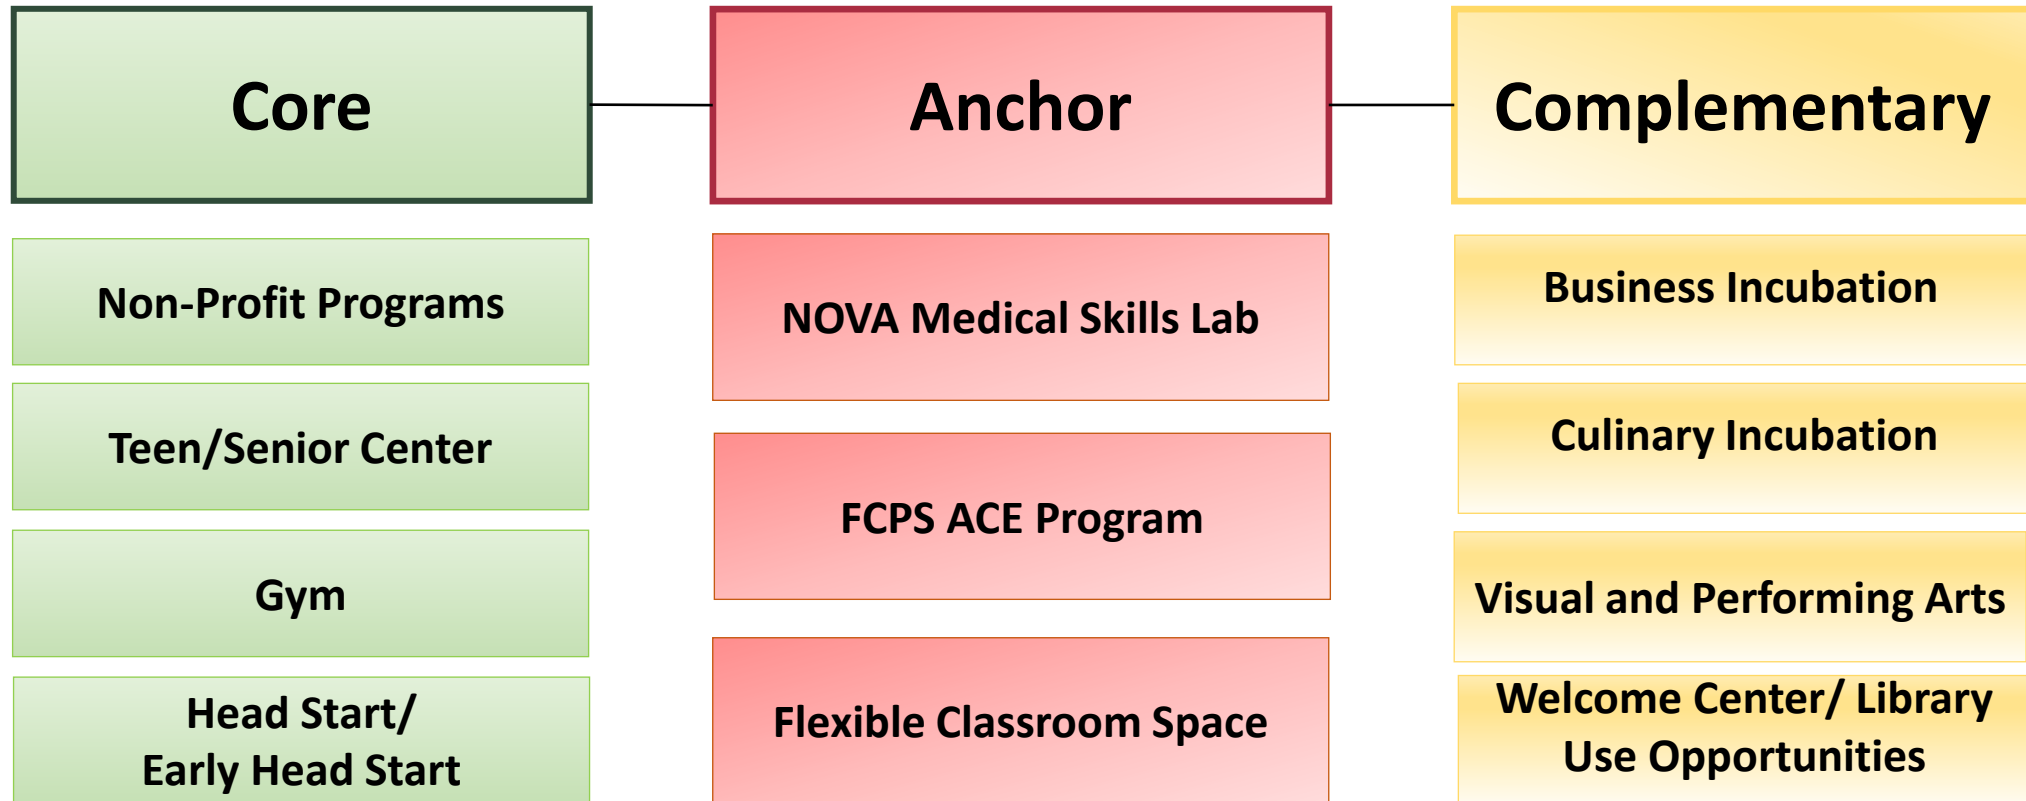 Core
Anchor
Complementary
Non-Profit Programs
Teen/Senior Center
Gym
Head Start/
Early Head Start
NOVA Medical Skills Lab
FCPS ACE Program
Flexible Classroom Space
Business Incubation
Culinary Incubation
Visual and Performing Arts
Welcome Center/ Library
Use Opportunities